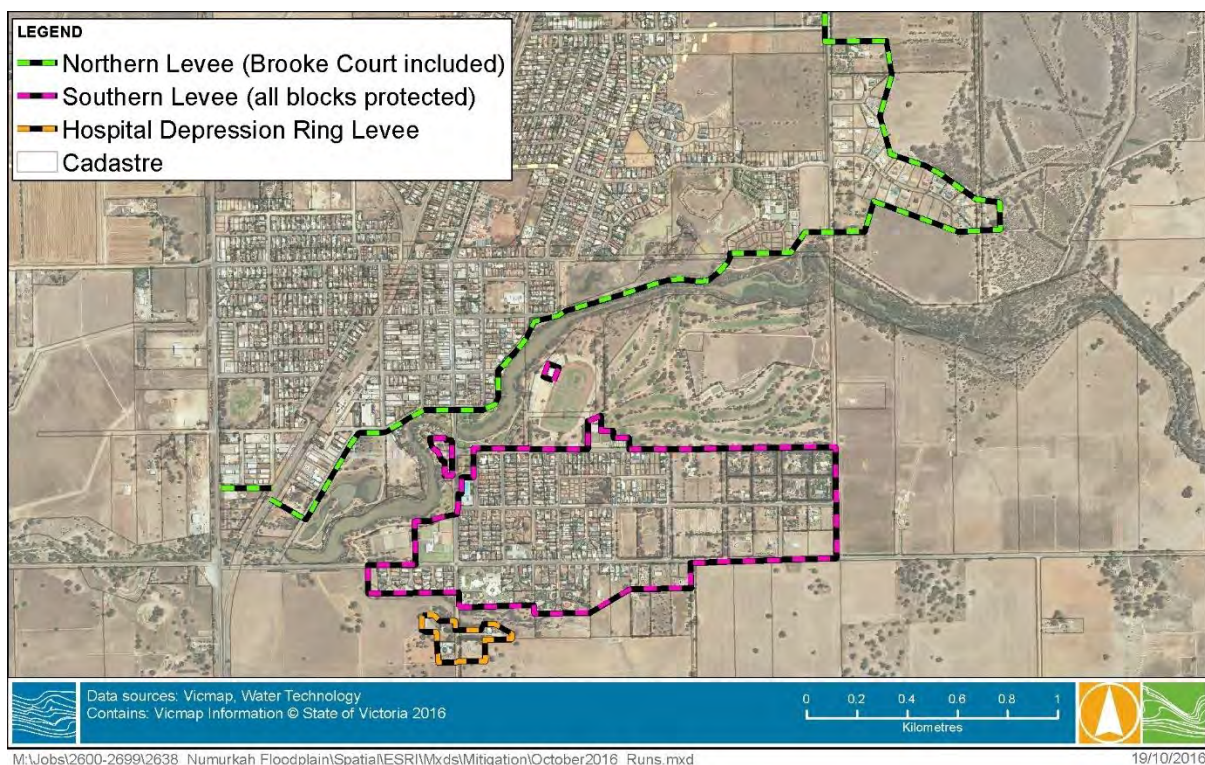 LEGEND
Northern Levee (Brooke Court included)
Southern Levee (all blocks protected)
Hospital Depression Ring Levee
Cadastre
Data sources: Vicmap, Water Technology
Contains: Vicmap Information © State of Victoria 2016
0 0.2 0.4 0.6 0.8 1
Kilometres
M:\Jobs\2600-2699\2638_Numurkah Floodplain\Spatial\ESRI\Mxds\Mitigation\October2016_Runs.mxd
19/10/2016